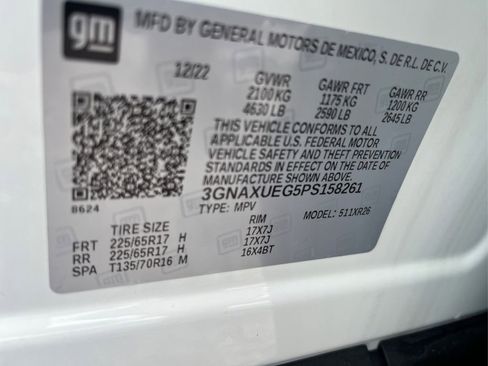 gm
MFD BY GENERAL MOTORS DE MEXICO, S. DE R.L. DE C.V.
12/22 GVWR GAWR FRT GAWR RR
2100 KG 1175 KG 1200 KG
4630 LB 2590 LB 2645 LB
THIS VEHICLE CONFORMS TO ALL
APPLICABLE U.S. FEDERAL MOTOR
VEHICLE SAFETY AND THEFT PREVENTION
STANDARDS IN EFFECT ON THE DATE OF
MANUFACTURE SHOWN ABOVE.
3GNAXUEG5PS158261
8624 TYPE: MPV MODEL: 511XR26
TIRE SIZE RIM
FRT 225/65R17 H 17X7J
RR 225/65R17 H 17X7J
SPA T135/70R16 M 16X4BT